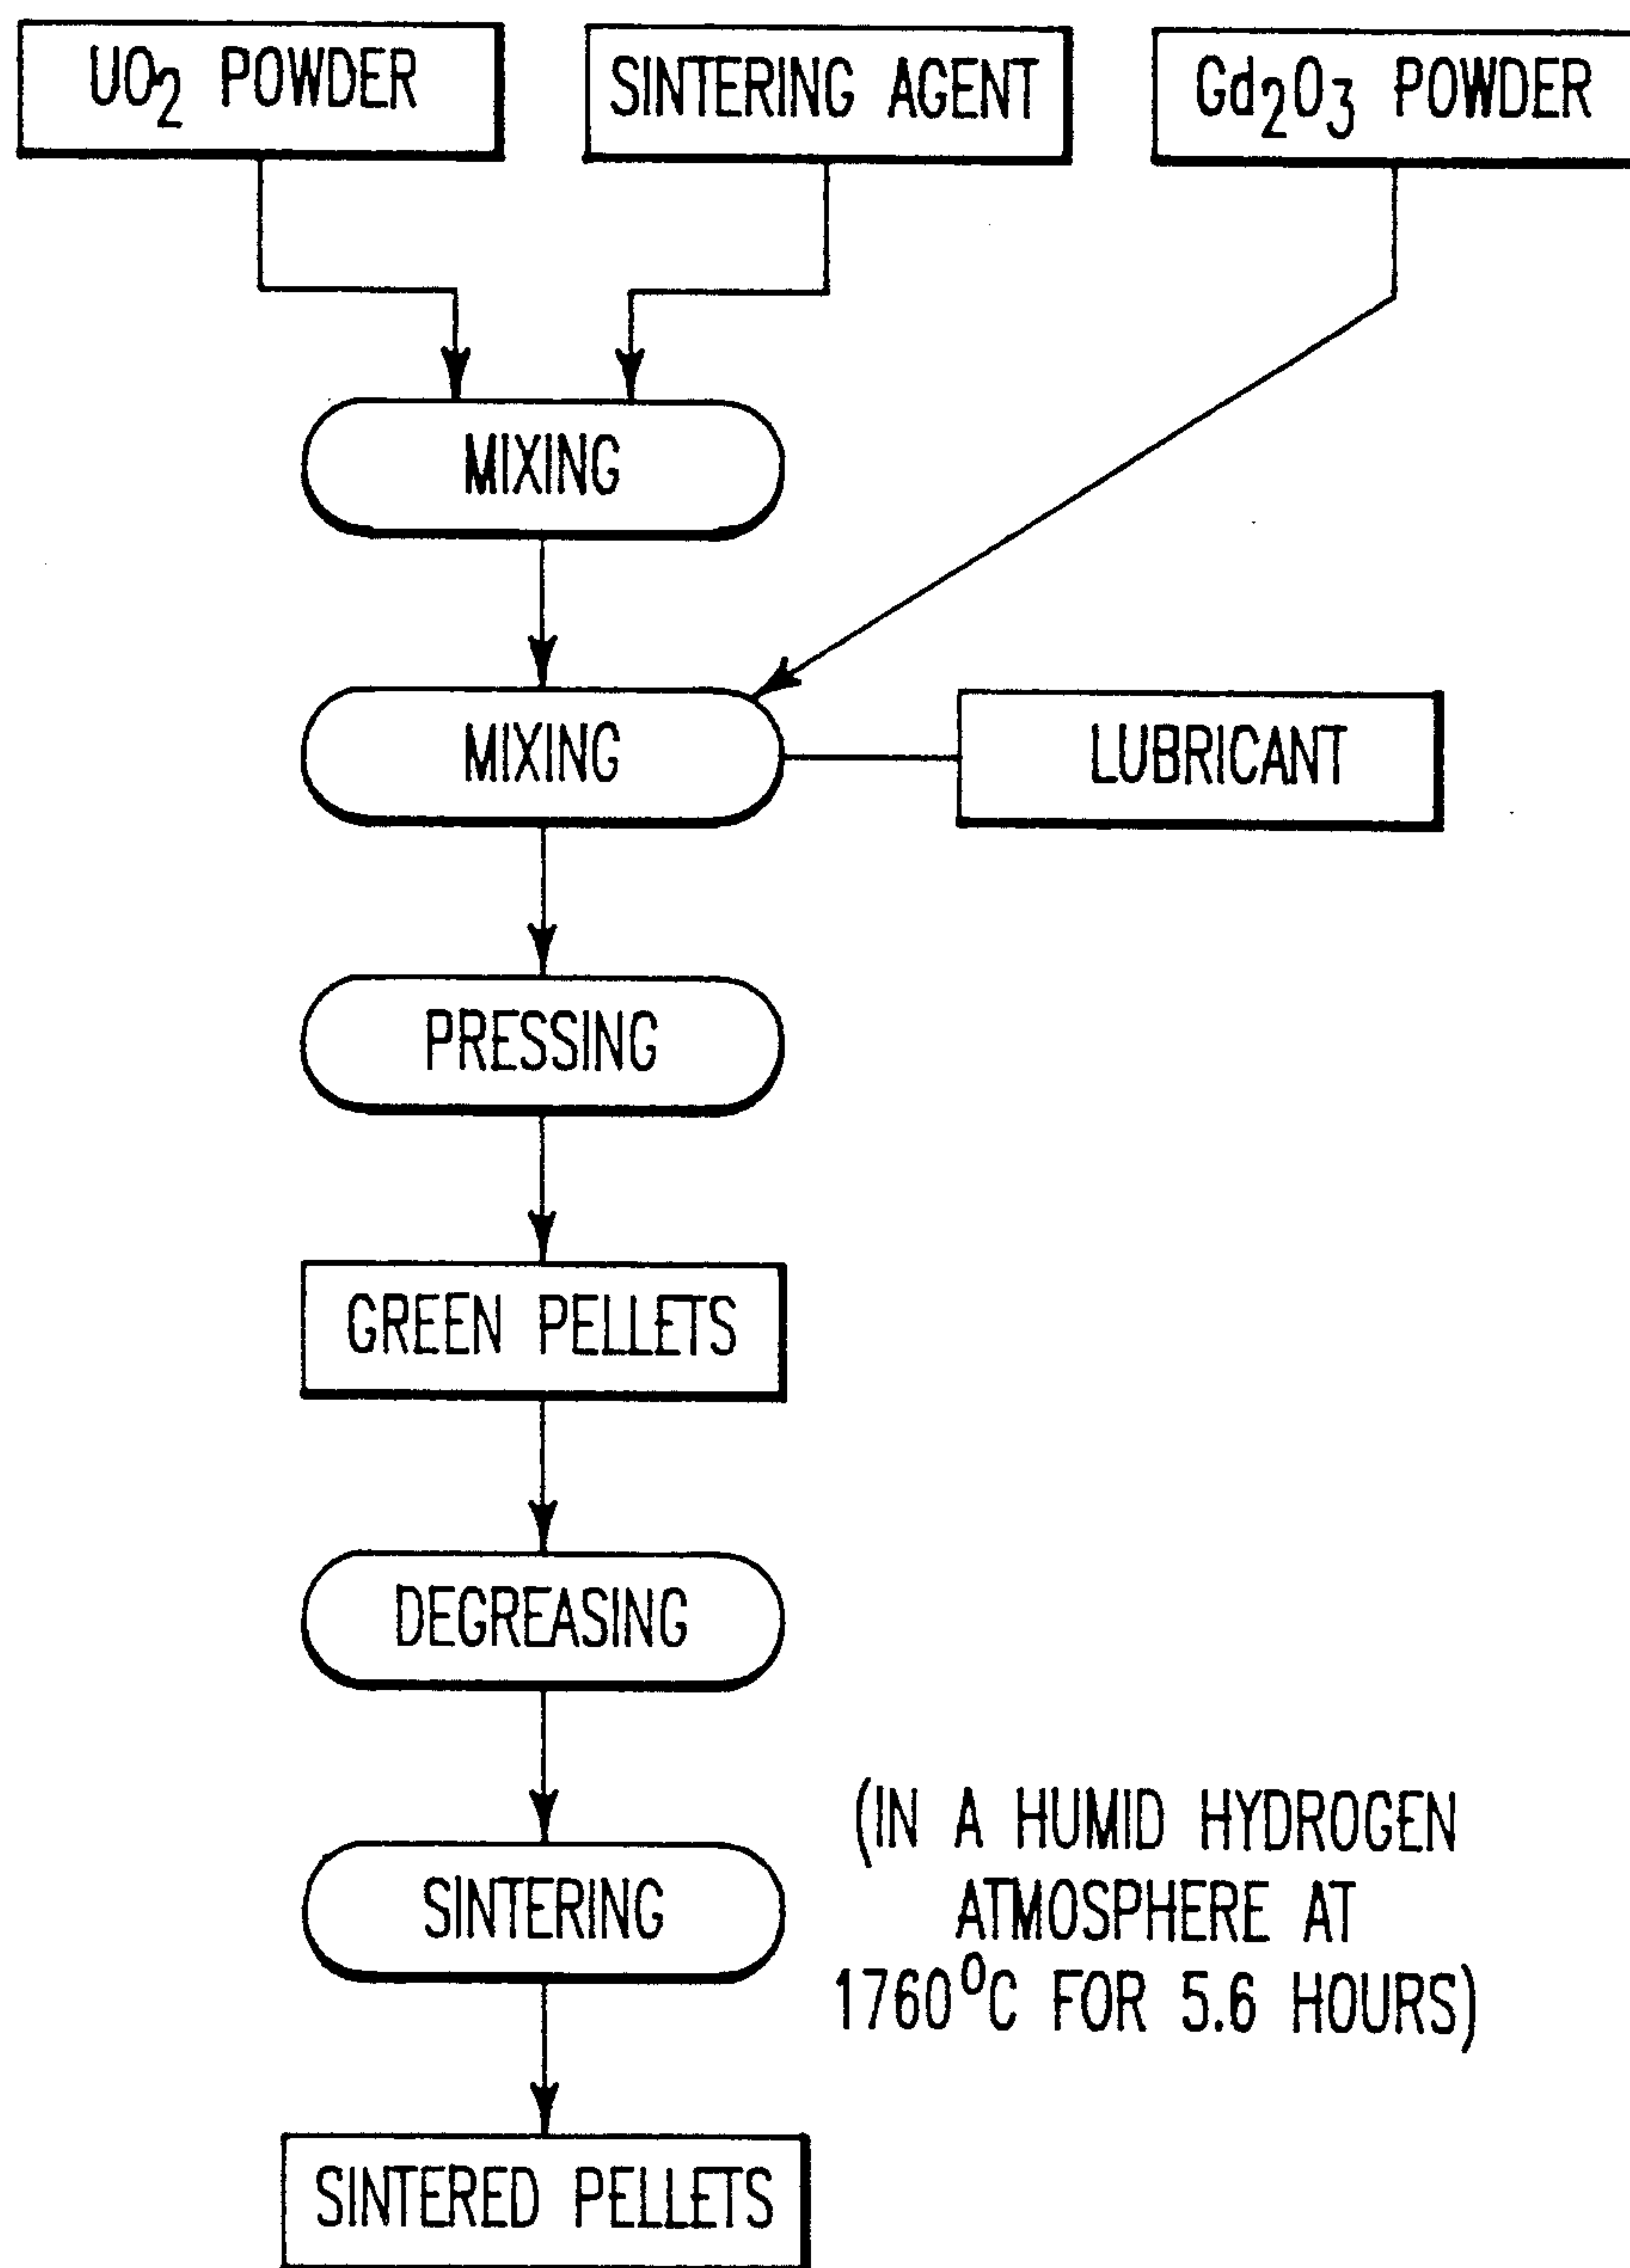 UO2 POWDER
SINTERING AGENT
Gd2O3 POWDER
MIXING
MIXING
LUBRICANT
PRESSING
GREEN PELLETS
DEGREASING
SINTERING
(IN A HUMID HYDROGEN
ATMOSPHERE AT
1760°C FOR 5.6 HOURS)
SINTERED PELLETS